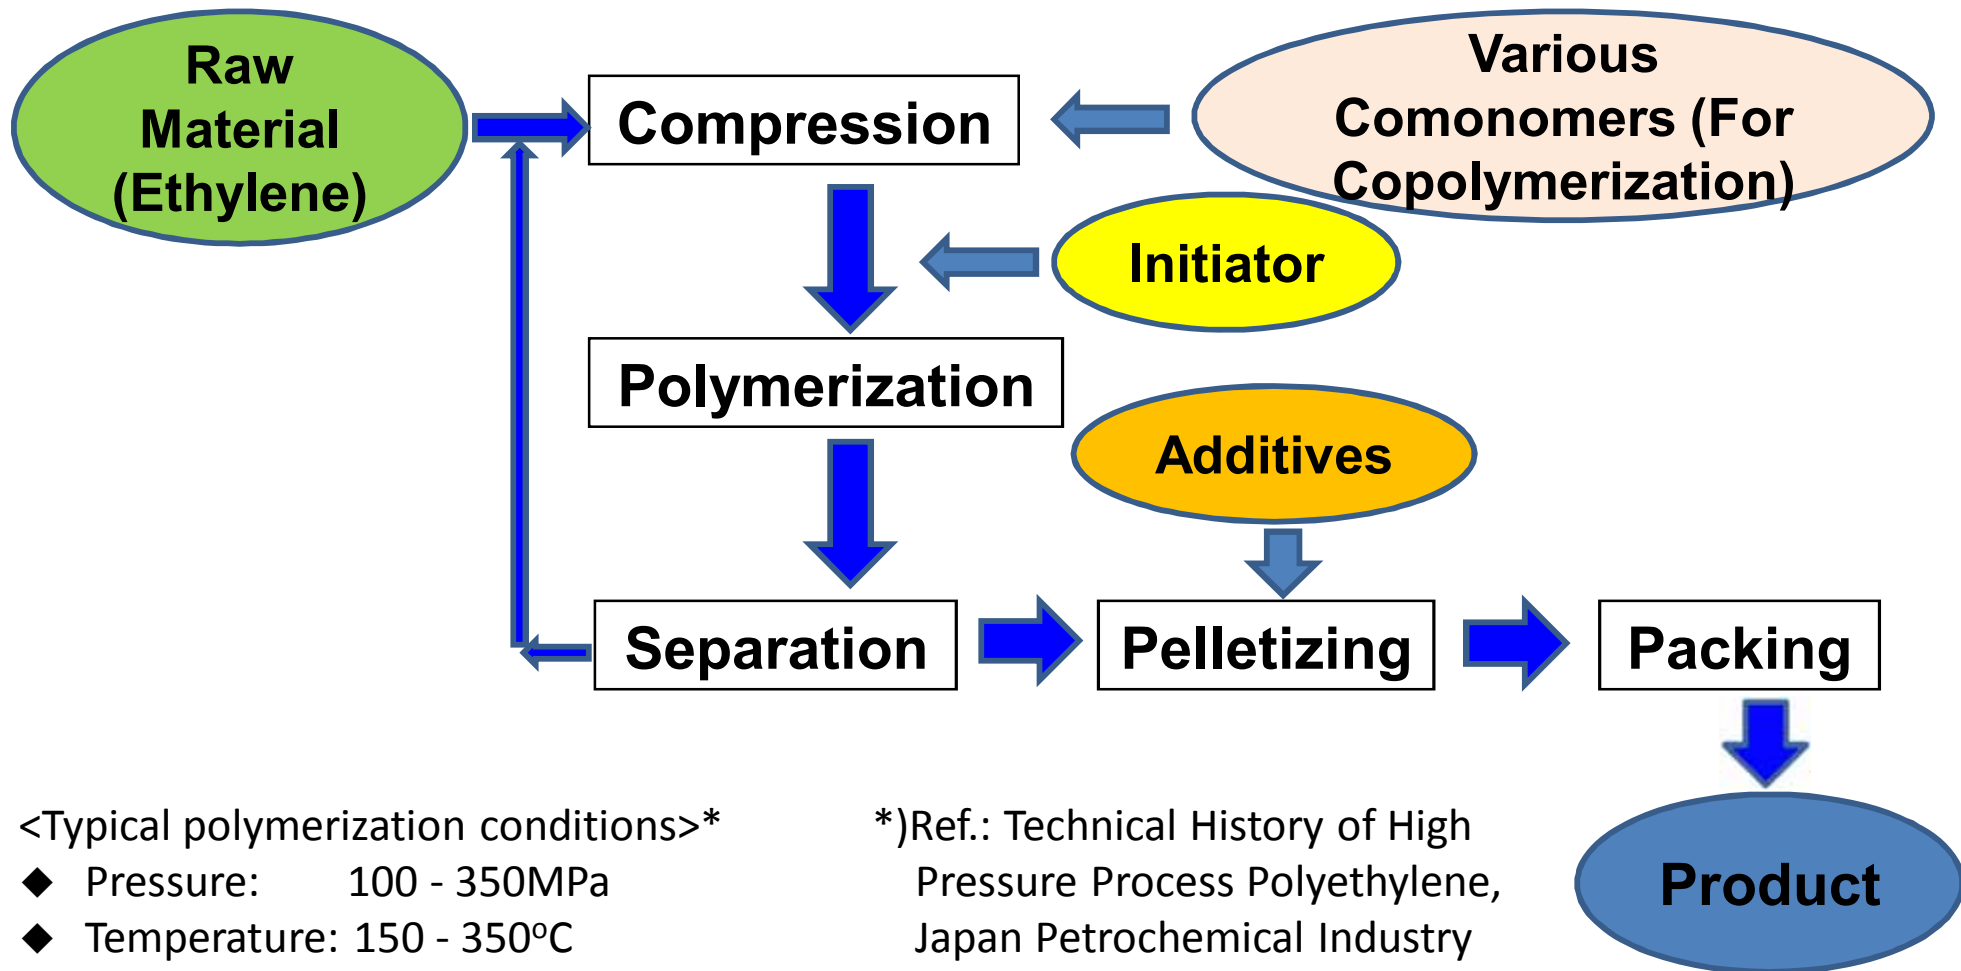 Raw
Material
(Ethylene)
Compression
Various
Comonomers (For
Copolymerization)
Initiator
Polymerization
Additives
Separation
Pelletizing
Packing
<Typical polymerization conditions>*
◆ Pressure: 100 - 350MPa
◆ Temperature: 150 - 350ºC
*)Ref.: Technical History of High
Pressure Process Polyethylene,
Japan Petrochemical Industry
Product